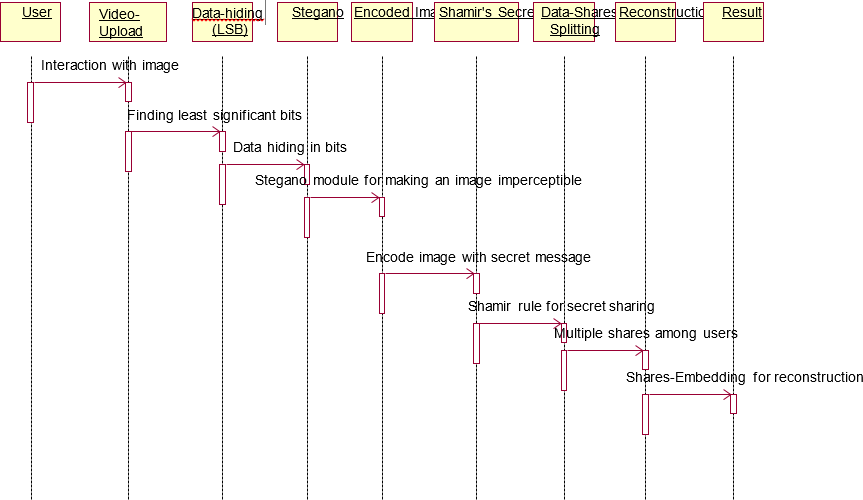 User
Video-
Upload
Data-hiding
(LSB)
Stegano
Encoded Ima
Shamir's Secre
Data-Shares
Splitting
Reconstructio
Result
Interaction with image
Finding least significant bits
Data hiding in bits
Stegano module for making an image imperceptible
Encode image with secret message
Shamir rule for secret sharing
Multiple shares among users
Shares-Embedding for reconstruction